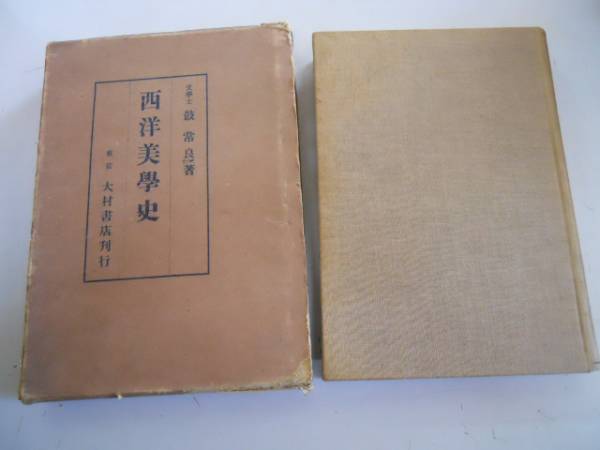 文學士 鼓常良著
西洋美學史
東京 大村書店刊行